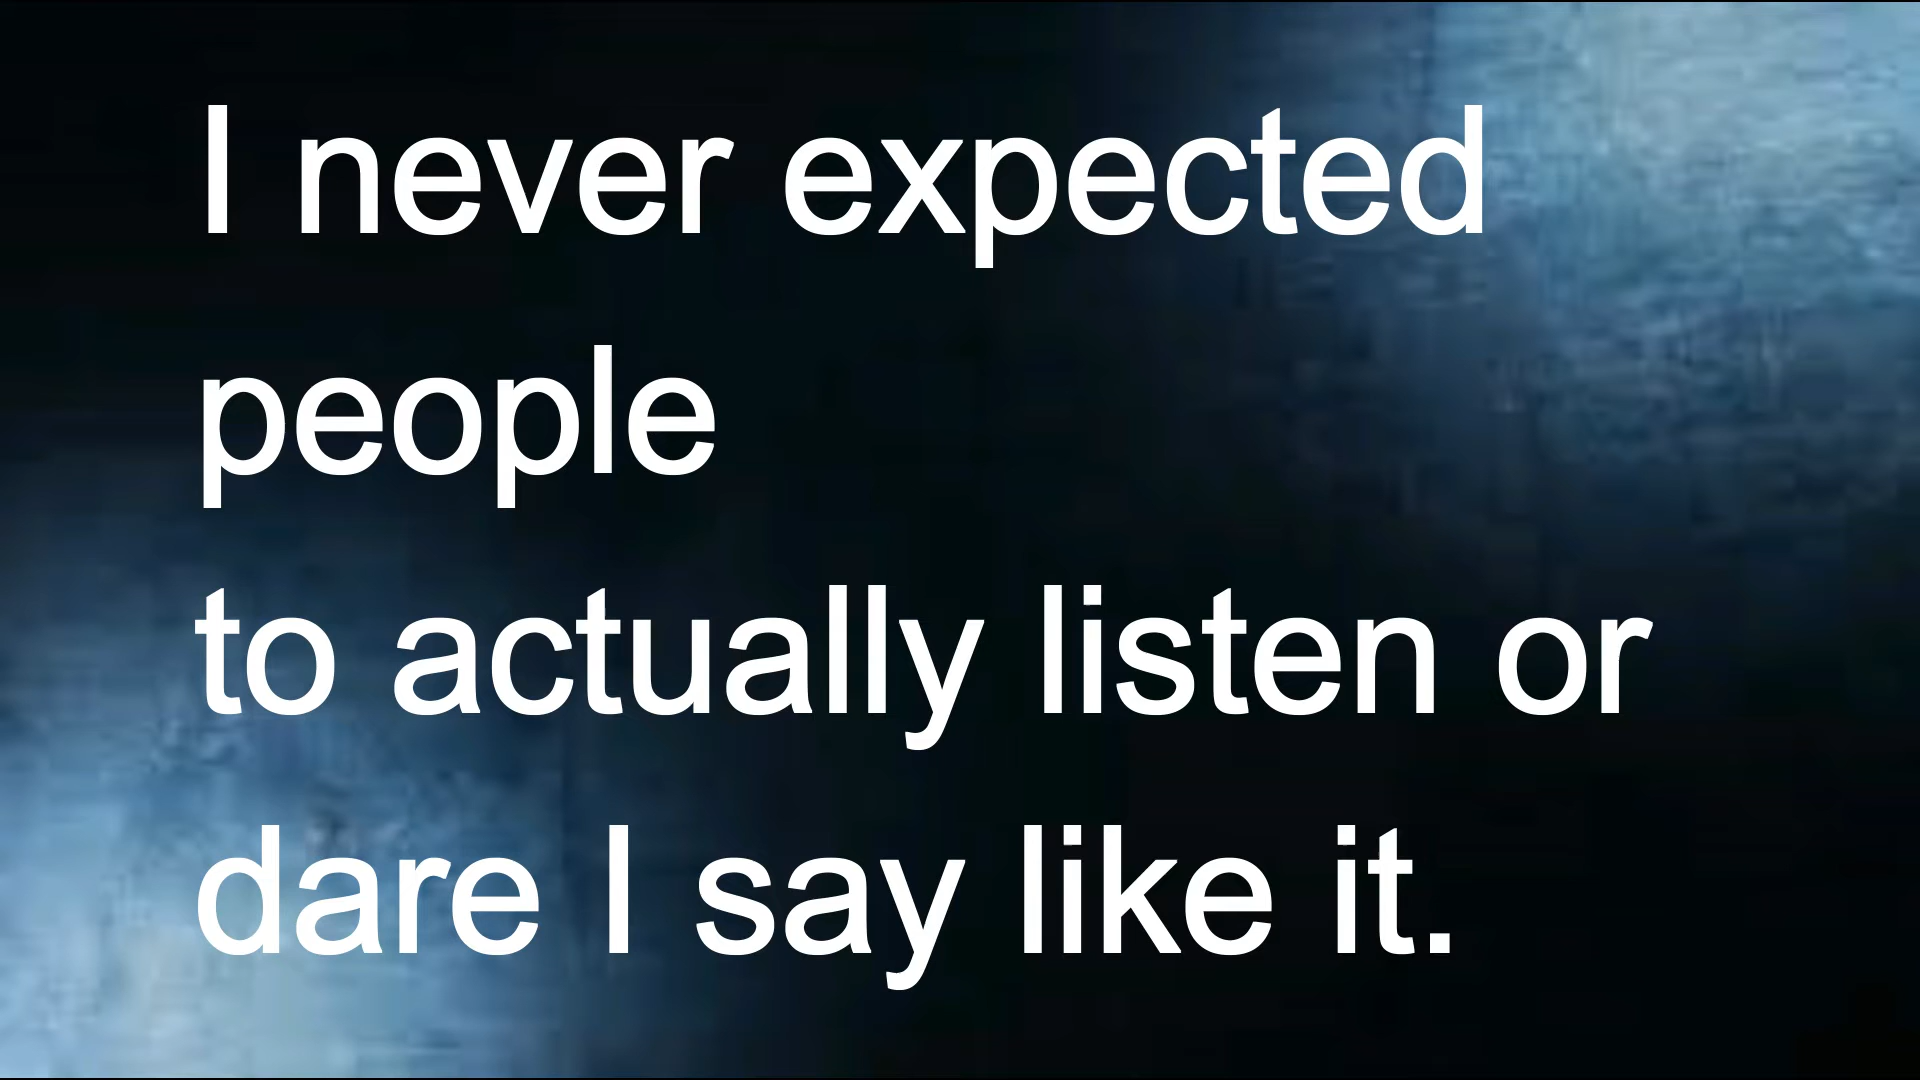 I never expected
people
to actually listen or
dare I say like it.